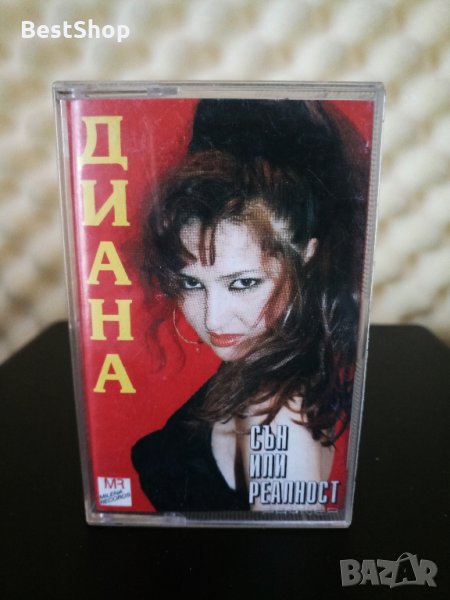 BestShop
ДИАНА
СЪН
ИЛИ
РЕАЛНОСТ
MR
MILENA
RECORDS
BAZAR